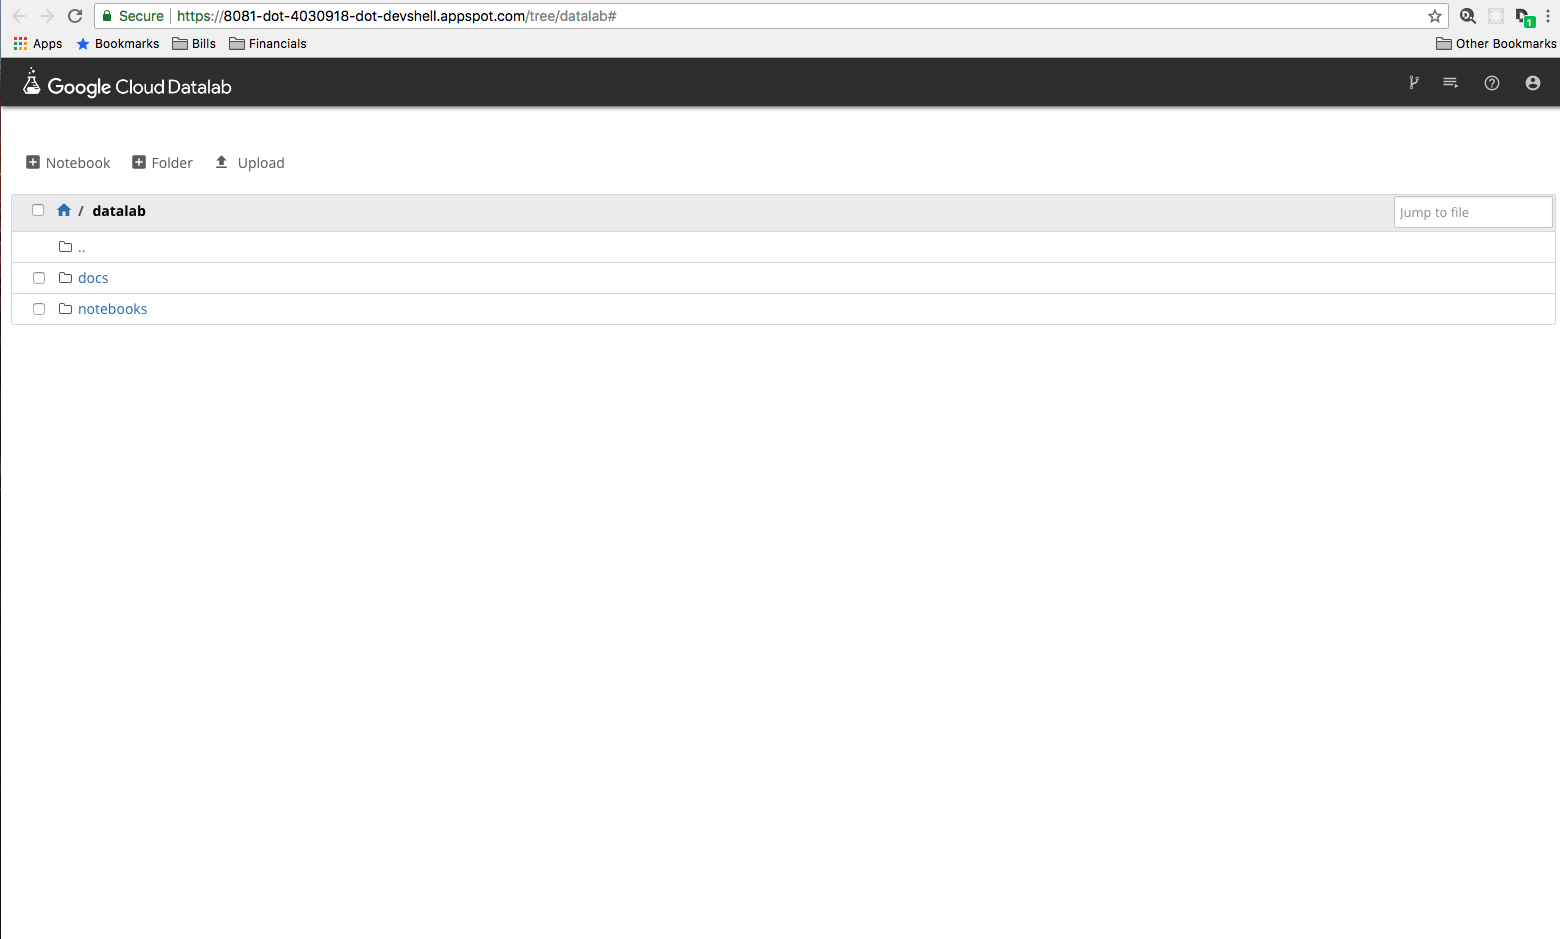 Secure https://8081-dot-4030918-dot-devshell.appspot.com/tree/datalab#
1
Apps Bookmarks Bills Financials Other Bookmarks
Google Cloud Datalab
Notebook Folder Upload
/ datalab Jump to file
..
docs
notebooks